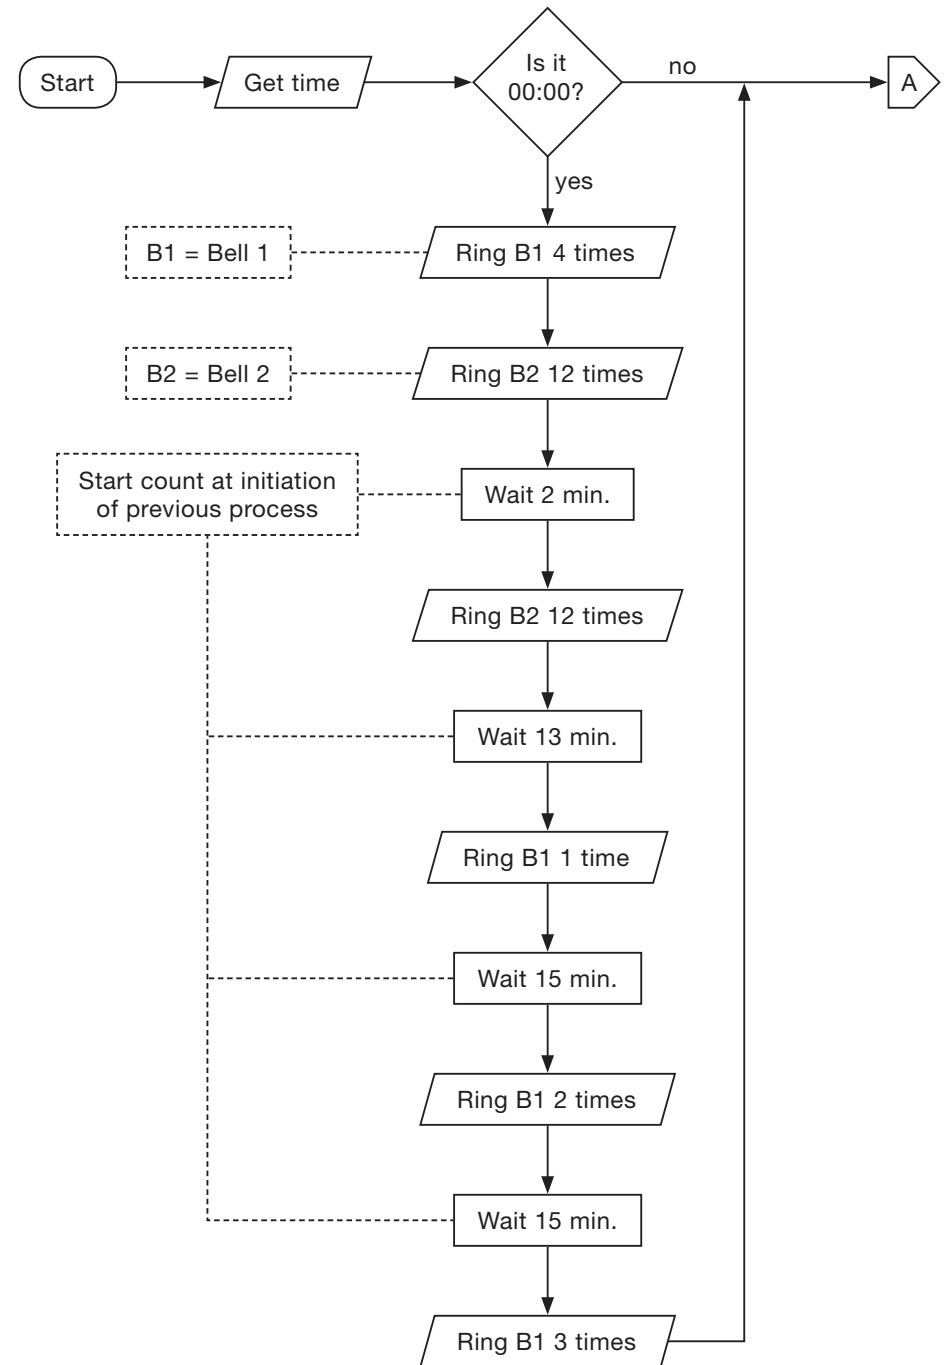 Start
Get time
Is it
00:00?
no
A
yes
B1 = Bell 1
Ring B1 4 times
B2 = Bell 2
Ring B2 12 times
Start count at initiation
of previous process
Wait 2 min.
Ring B2 12 times
Wait 13 min.
Ring B1 1 time
Wait 15 min.
Ring B1 2 times
Wait 15 min.
Ring B1 3 times